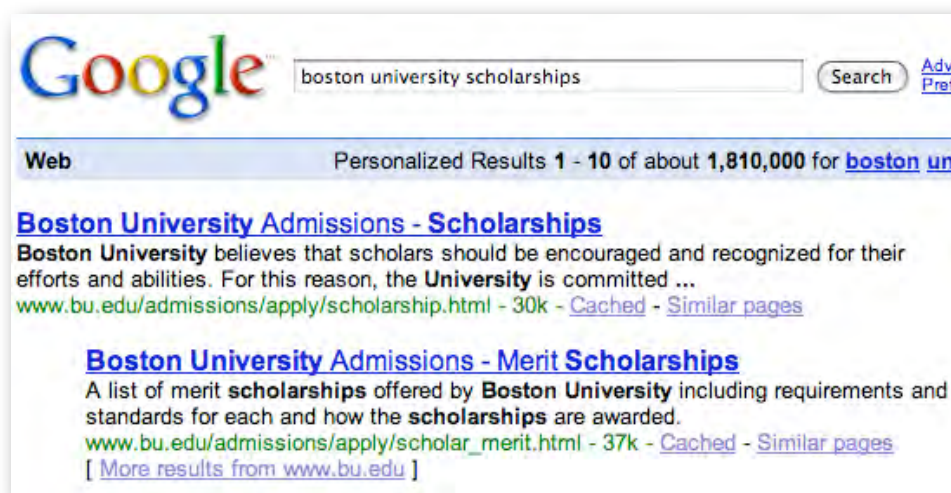 Google
boston university scholarships
Search
Web
Personalized Results 1 - 10 of about 1,810,000 for boston
Boston University Admissions - Scholarships
Boston University believes that scholars should be encouraged and recognized for their
efforts and abilities. For this reason, the University is committed ...
www.bu.edu/admissions/apply/scholarship.html - 30k - Cached - Similar pages
Boston University Admissions - Merit Scholarships
A list of merit scholarships offered by Boston University including requirements and
standards for each and how the scholarships are awarded.
www.bu.edu/admissions/apply/scholar_merit.html - 37k - Cached - Similar pages
[ More results from www.bu.edu ]